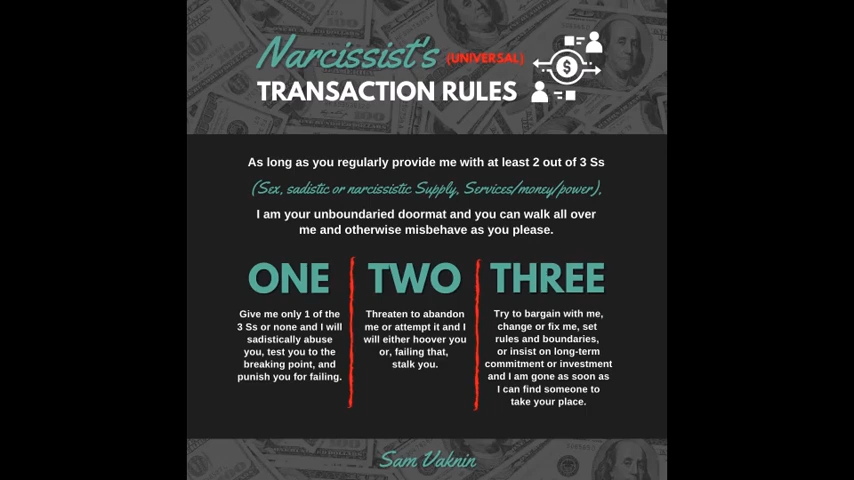 Narcissist's (UNIVERSAL)
TRANSACTION RULES
As long as you regularly provide me with at least 2 out of 3 Ss
(Sex, sadistic or narcissistic Supply, Services/money/power),
I am your unboundaried doormat and you can walk all over
me and otherwise misbehave as you please.
ONE
Give me only 1 of the
3 Ss or none and I will
sadistically abuse
you, test you to the
breaking point, and
punish you for failing.
TWO
Threaten to abandon
me or attempt it and I
will either hoover you
or, failing that,
stalk you.
THREE
Try to bargain with me,
change or fix me, set
rules and boundaries,
or insist on long-term
commitment or investment
and I am gone as soon as
I can find someone to
take your place.
Sam Vaknin